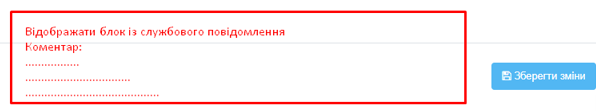 Відображати блок із службового повідомлення
Коментар:
................
...............................
........................................
Зберегти зміни